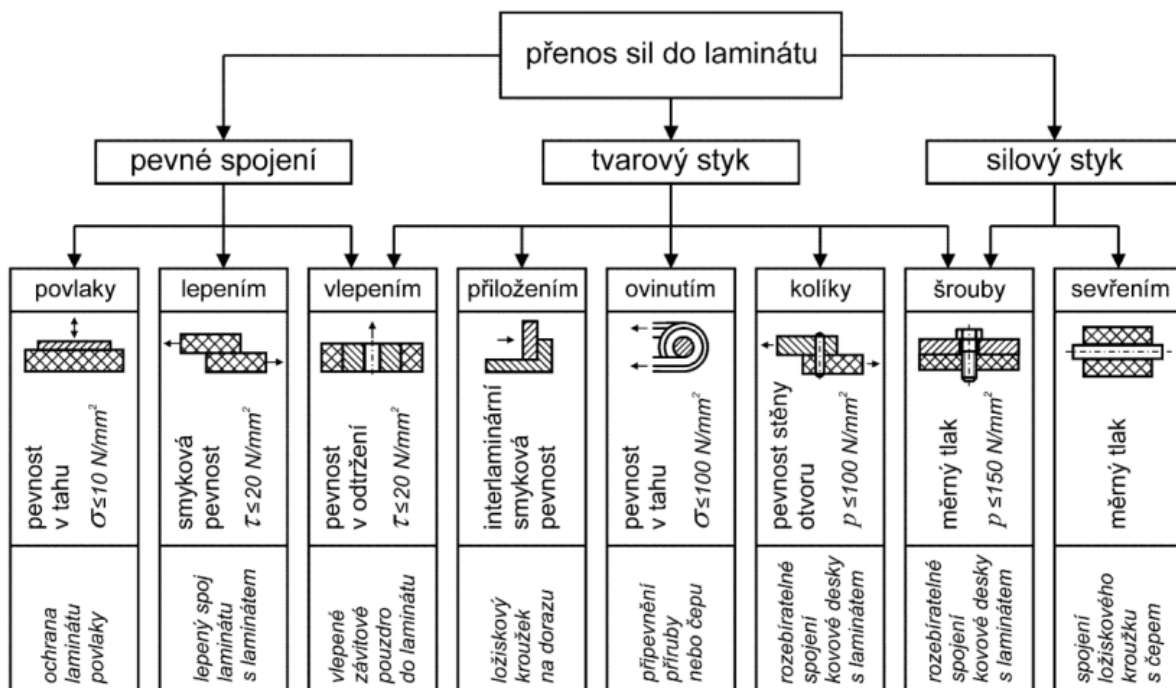 přenos sil do laminátu
pevné spojení
tvarový styk
silový styk
povlaky
lepením
vlepením
přiložením
ovinutím
kolíky
šrouby
sevřením
pevnost
v tahu
σ ≤ 10 N/mm²
smyková
pevnost
τ ≤ 20 N/mm²
pevnost
v odtržení
τ ≤ 20 N/mm²
interlaminární
smyková
pevnost
pevnost
v tahu
σ ≤ 100 N/mm²
pevnost stěny
otvoru
p ≤ 100 N/mm²
měrný tlak
p ≤ 150 N/mm²
měrný tlak
ochrana
laminátu
povlaky
lepený spoj
laminátu
s laminátem
vlepené
závitové
pouzdro
do laminátu
ložiskový
kroužek
na dorazu
připevnění
příruby
nebo čepu
rozebíratelné
spojení
kovové desky
s laminátem
rozebíratelné
spojení
kovové desky
s laminátem
spojení
ložiskového
kroužku
s čepem